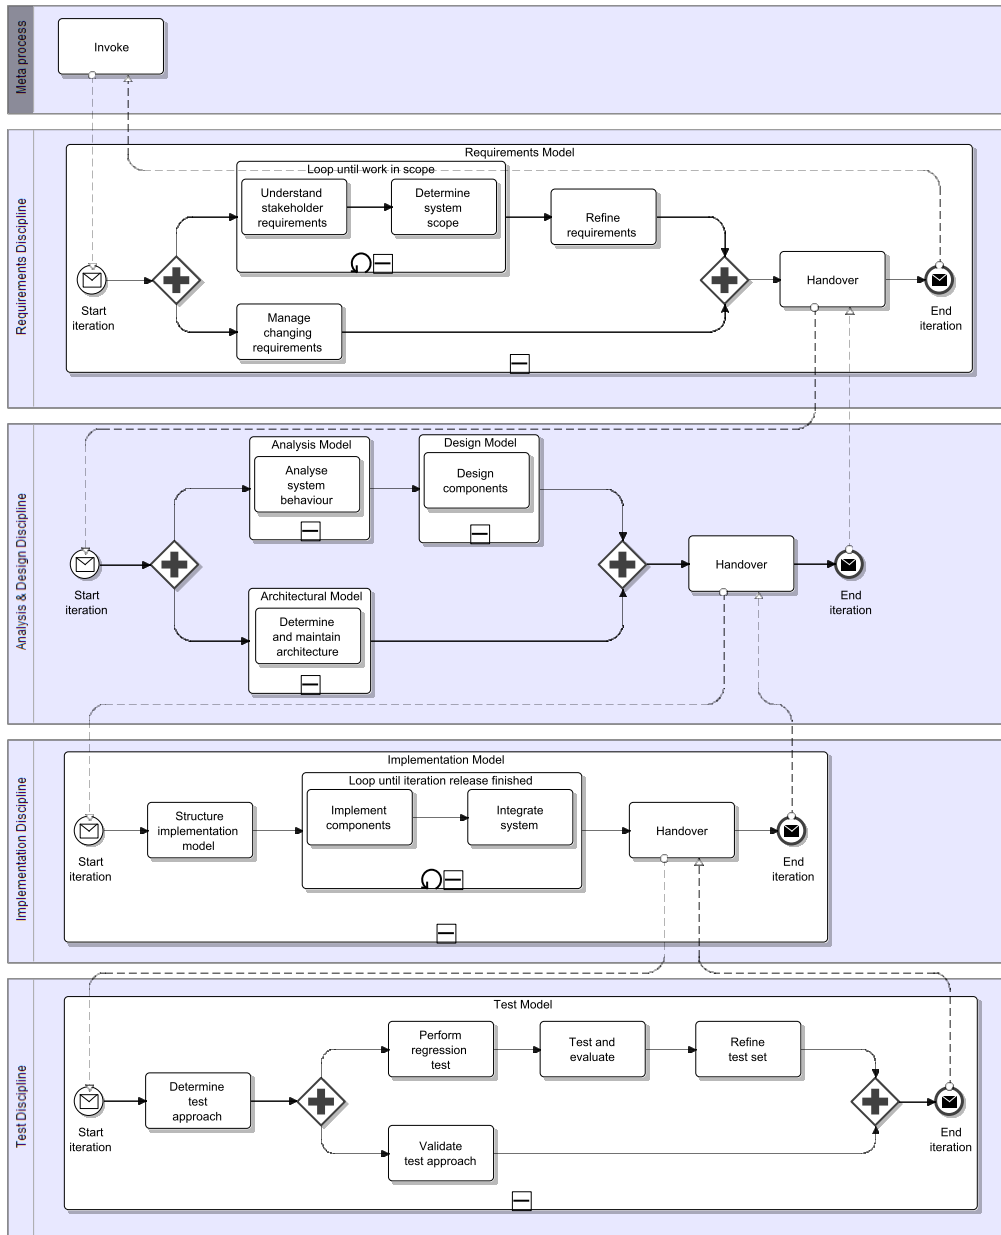 Meta process
Invoke
Requirements Discipline
Requirements Model
Loop until work in scope
Understand
stakeholder
requirements
Determine
system
scope
Refine
requirements
Start
iteration
Manage
changing
requirements
Handover
End
iteration
Analysis & Design Discipline
Analysis Model
Analyse
system
behaviour
Design Model
Design
components
Start
iteration
Architectural Model
Determine
and maintain
architecture
Handover
End
iteration
Implementation Discipline
Implementation Model
Start
iteration
Structure
implementation
model
Loop until iteration release finished
Implement
components
Integrate
system
Handover
End
iteration
Test Discipline
Test Model
Start
iteration
Determine
test
approach
Perform
regression
test
Test and
evaluate
Refine
test set
Validate
test approach
End
iteration